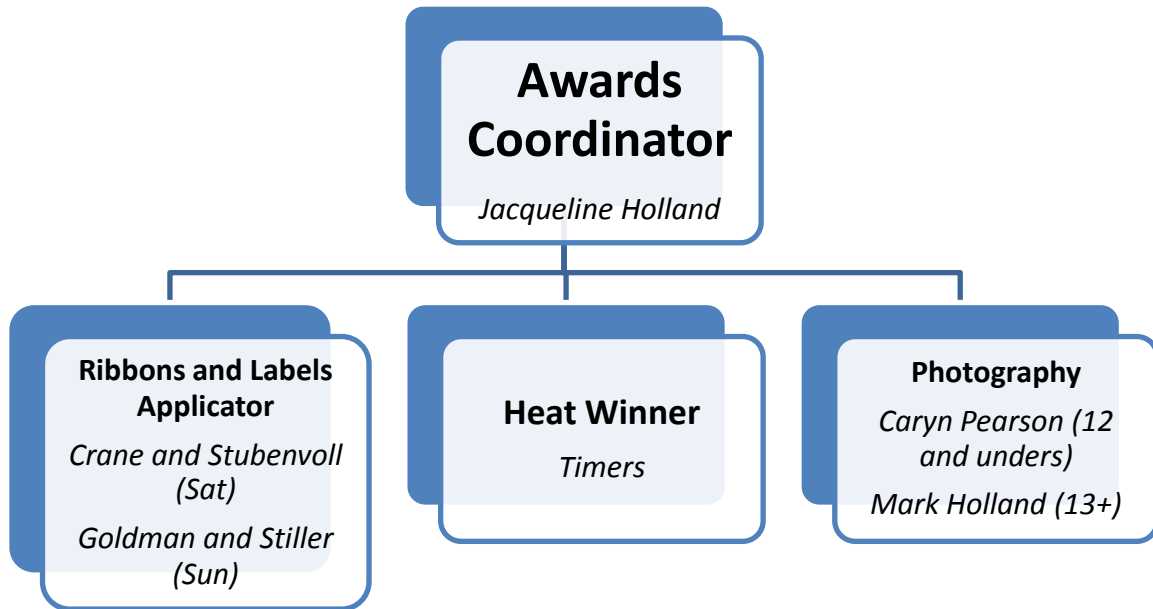 Awards
Coordinator
Jacqueline Holland
Ribbons and Labels
Applicator
Crane and Stubenvoll
(Sat)
Goldman and Stiller
(Sun)
Heat Winner
Timers
Photography
Caryn Pearson (12
and unders)
Mark Holland (13+)